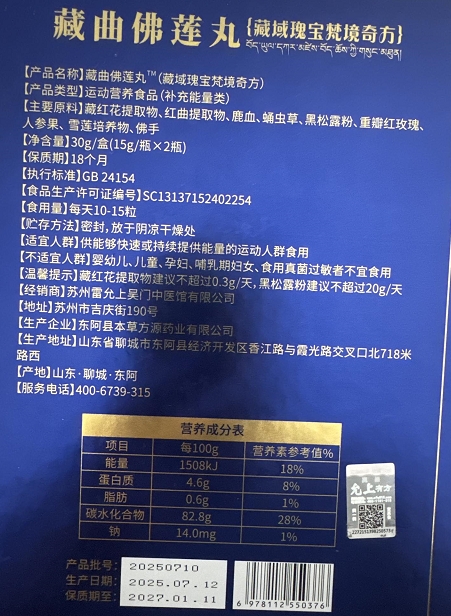 藏曲佛莲丸{藏域瑰宝梵境奇方}
【产品名称】藏曲佛莲丸™(藏域瑰宝梵境奇方)
【产品类型】运动营养食品(补充能量类)
【主要原料】藏红花提取物、红曲提取物、鹿血、蛹虫草、黑松露粉、重瓣红玫瑰、
人参果、雪莲培养物、佛手
【净含量】30g/盒(15g/瓶×2瓶)
【保质期】18个月
【执行标准】GB 24154
【食品生产许可证编号】SC13137152402254
【食用量】每天10-15粒
【贮存方法】密封,放于阴凉干燥处
【适宜人群】供能够快速或持续提供能量的运动人群食用
【不适宜人群】婴幼儿、儿童、孕妇、哺乳期妇女、食用真菌过敏者不宜食用
【温馨提示】藏红花提取物建议不超过0.3g/天,黑松露粉建议不超过20g/天
【经销商】苏州雷允上吴门中医馆有限公司
【地址】苏州市吉庆街190号
【生产企业】东阿县本草方源药业有限公司
【生产地址】山东省聊城市东阿县经济开发区香江路与霞光路交叉口北718米
路西
【产地】山东·聊城·东阿
【服务电话】400-6739-315
营养成分表
项目 每100g 营养素参考值%
能量 1508kJ 18%
蛋白质 4.6g 8%
脂肪 0.6g 1%
碳水化合物 82.8g 28%
钠 14.0mg 1%
允上有方
产品批号: 20250710
生产日期: 2025.07.12
保质期至: 2027.01.11
6 978112 550376